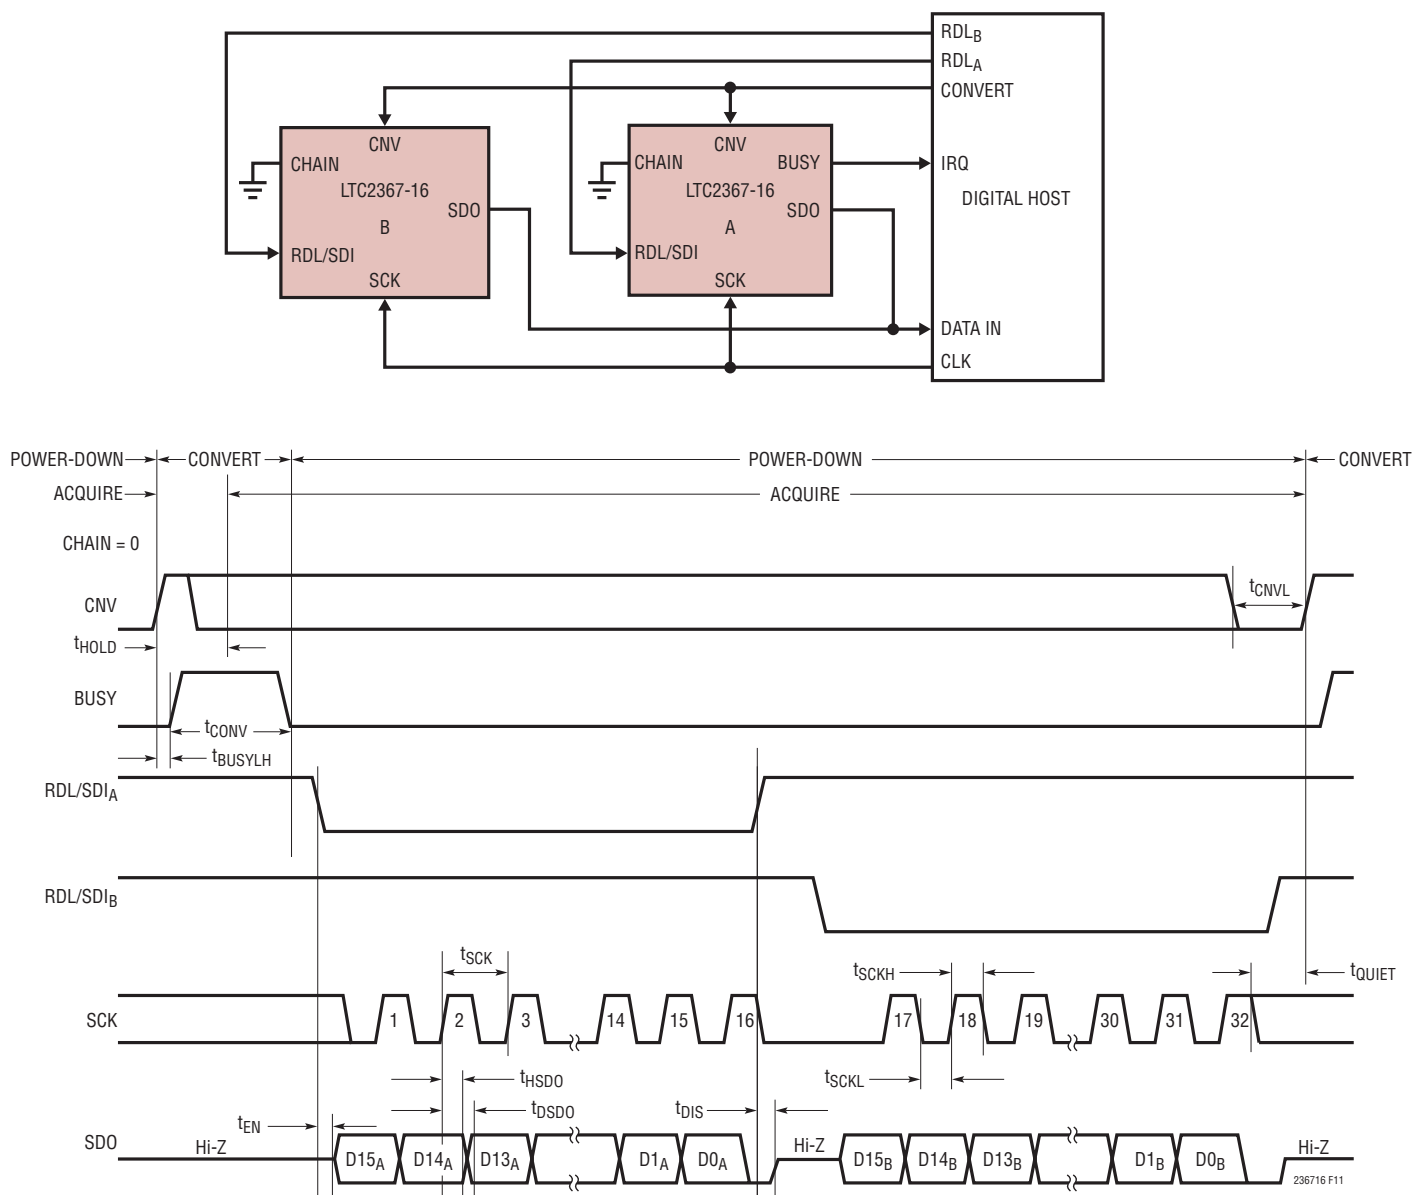 RDLB
RDLA
CONVERT
CNV
CNV
CHAIN
CHAIN
BUSY
IRQ
LTC2367-16
LTC2367-16
DIGITAL HOST
SDO
SDO
B
A
RDL/SDI
RDL/SDI
SCK
SCK
DATA IN
CLK
POWER-DOWN CONVERT POWER-DOWN CONVERT
ACQUIRE ACQUIRE
CHAIN = 0
CNV
tCNVL
tHOLD
BUSY
tCONV
tBUSYLH
RDL/SDIA
RDL/SDIB
tSCK
tSCKH
tQUIET
SCK
1 2 3 14 15 16 17 18 19 30 31 32
tHSDO
tSCKL
tEN
tDSDO
tDIS
SDO
Hi-Z
D15A D14A D13A D1A D0A
Hi-Z
D15B D14B D13B D1B D0B
Hi-Z
236716 F11